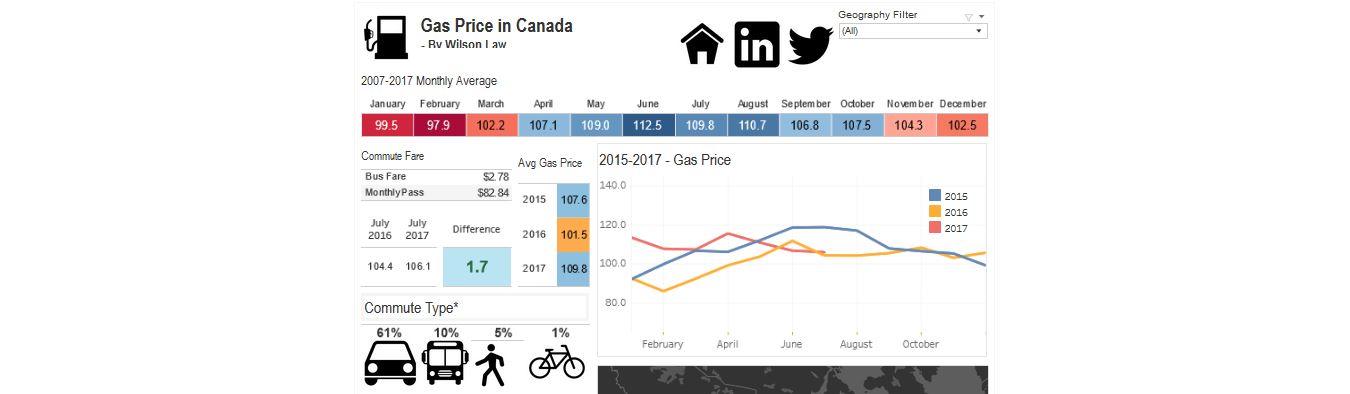 Gas Price in Canada
- By Wilson Law
in
Geography Filter
(All)
2007-2017 Monthly Average
January February March April May June July August September October November December
99.5 97.9 102.2 107.1 109.0 112.5 109.8 110.7 106.8 107.5 104.3 102.5
Commute Fare
Bus Fare $2.78
Monthly Pass $82.84
July 2016 July 2017 Difference
104.4 106.1 1.7
Avg Gas Price
2015 107.6
2016 101.5
2017 109.8
2015-2017 - Gas Price
140.0
120.0
100.0
80.0
2015
2016
2017
February April June August October
Commute Type*
61% 10% 5% 1%